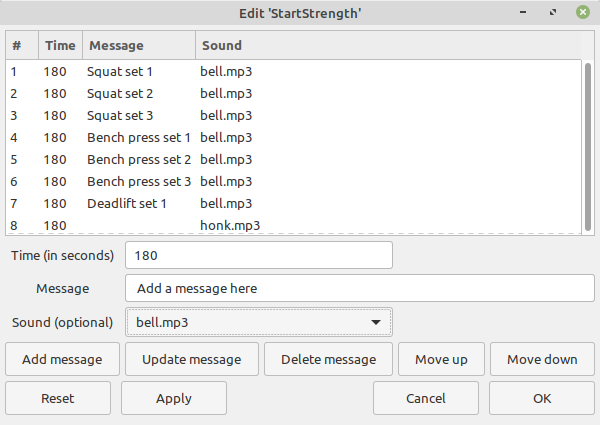 Edit 'StartStrength'
# Time Message Sound
1 180 Squat set 1 bell.mp3
2 180 Squat set 2 bell.mp3
3 180 Squat set 3 bell.mp3
4 180 Bench press set 1 bell.mp3
5 180 Bench press set 2 bell.mp3
6 180 Bench press set 3 bell.mp3
7 180 Deadlift set 1 bell.mp3
8 180 honk.mp3
Time (in seconds) 180
Message Add a message here
Sound (optional) bell.mp3
Add message Update message Delete message Move up Move down
Reset Apply Cancel OK